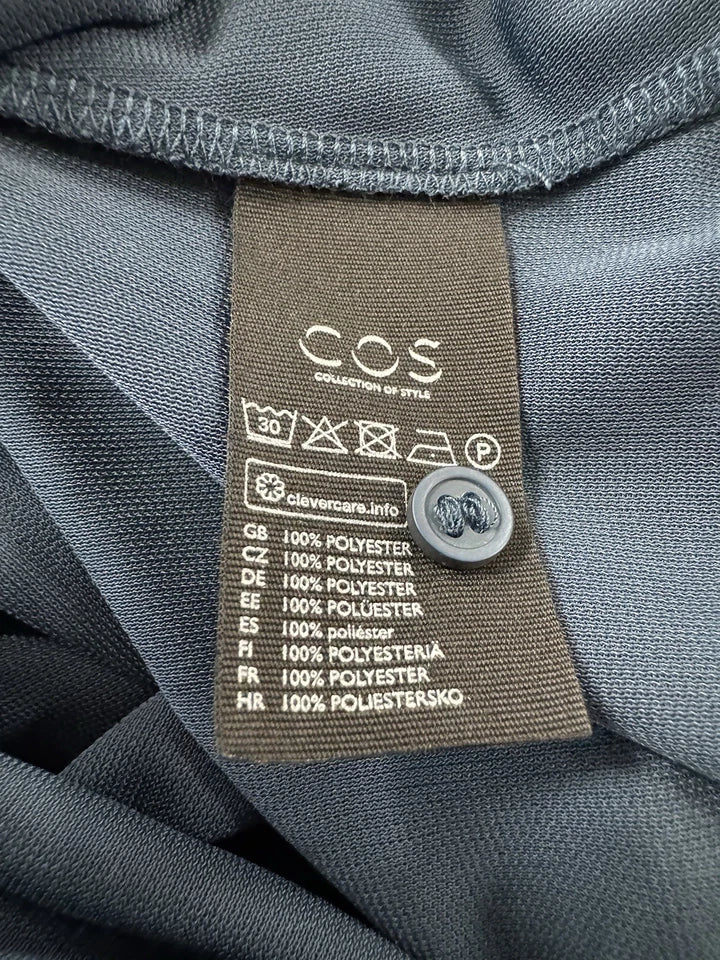 COS
COLLECTION OF STYLE
30 P
clevercare.info
GB 100% POLYESTER
CZ 100% POLYESTER
DE 100% POLYESTER
EE 100% POLÜESTER
ES 100% poliéster
FI 100% POLYESTERIÄ
FR 100% POLYESTER
HR 100% POLIESTERSKO